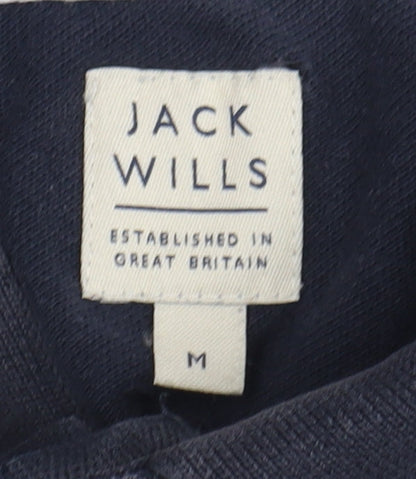 JACK
WILLS
ESTABLISHED IN
GREAT BRITAIN
M